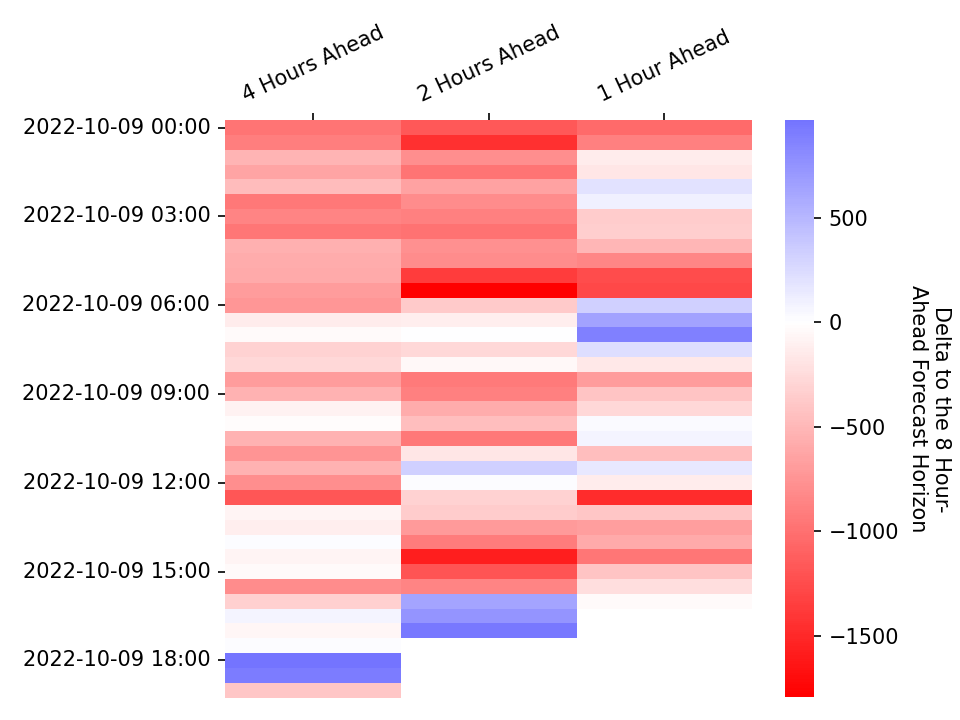 4 Hours Ahead
2 Hours Ahead
1 Hour Ahead
2022-10-09 00:00
2022-10-09 03:00
2022-10-09 06:00
2022-10-09 09:00
2022-10-09 12:00
2022-10-09 15:00
2022-10-09 18:00
500
0
−500
−1000
−1500
Delta to the 8 Hour-
Ahead Forecast Horizon